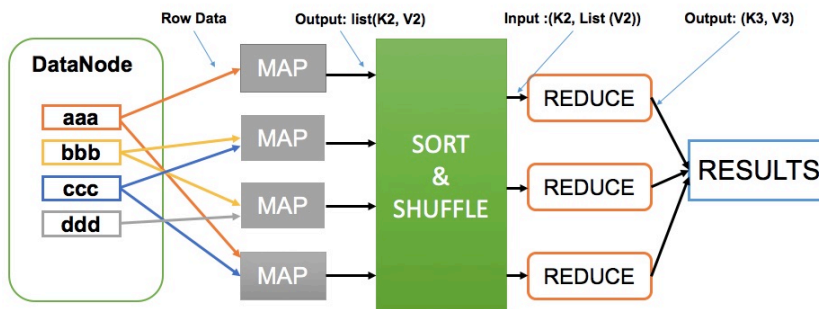 Row Data
Output: list(K2, V2)
Input :(K2, List (V2))
Output: (K3, V3)
DataNode
aaa
bbb
ccc
ddd
MAP
MAP
MAP
MAP
SORT
&
SHUFFLE
REDUCE
REDUCE
REDUCE
RESULTS